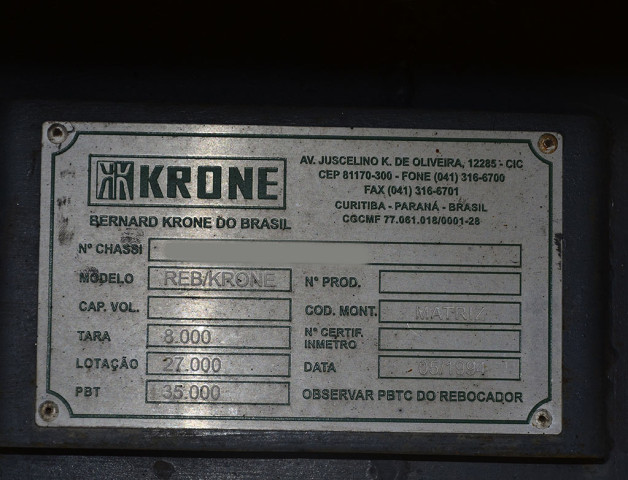 KRONE
BERNARD KRONE DO BRASIL
AV. JUSCELINO K. DE OLIVEIRA, 12285 - CIC
CEP 81170-300 - FONE (041) 316-6700
FAX (041) 316-6701
CURITIBA - PARANÁ - BRASIL
CGCMF 77.061.018/0001-28
Nº CHASSI
MODELO REB/KRONE Nº PROD.
CAP. VOL. COD. MONT.
TARA 8.000 Nº CERTIF. INMETRO
LOTAÇÃO 27.000 DATA
PBT 35.000 OBSERVAR PBTC DO REBOCADOR